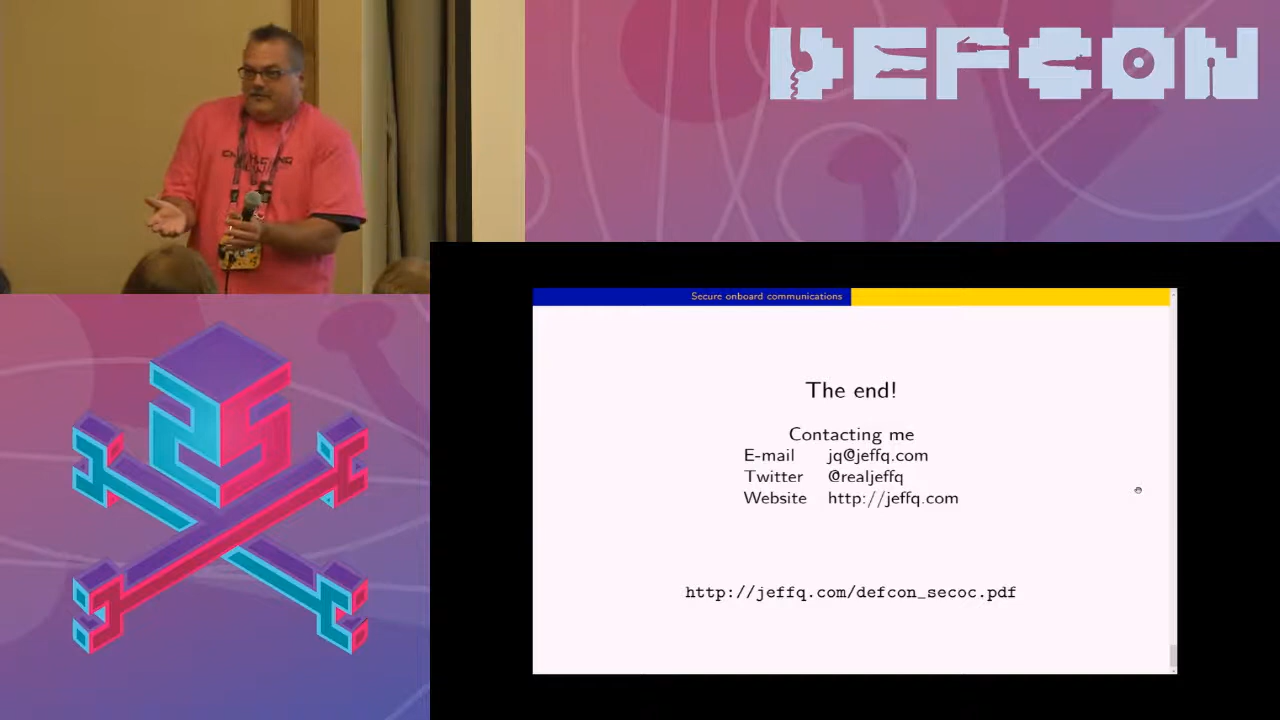 DEFCON
Secure onboard communications
The end!
Contacting me
E-mail jq@jeffq.com
Twitter @realjeffq
Website http://jeffq.com
http://jeffq.com/defcon_secoc.pdf